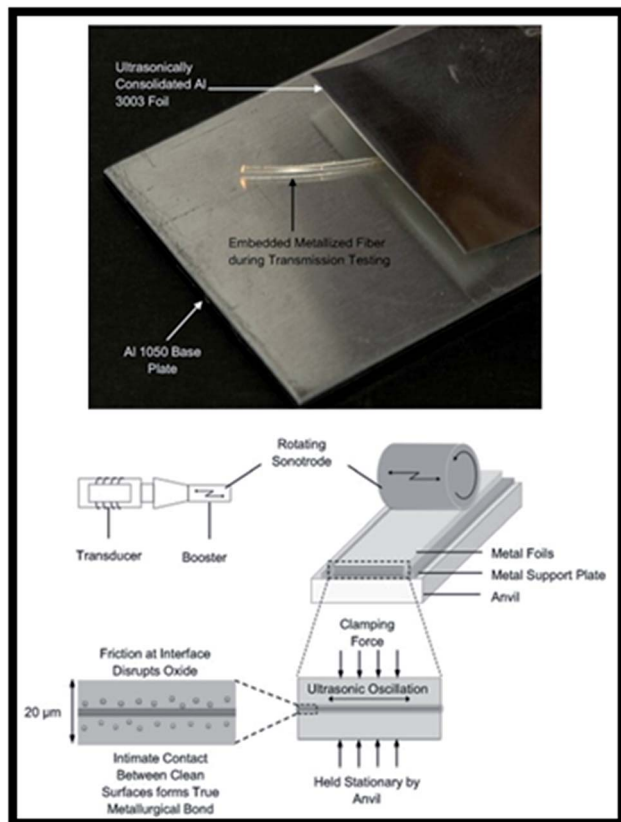 Ultrasonically
Consolidated Al
3003 Foil
Embedded Metallized Fiber
during Transmission Testing
Al 1050 Base
Plate
Rotating
Sonotrode
Transducer
Booster
Metal Foils
Metal Support Plate
Anvil
Clamping
Force
Friction at Interface
Disrupts Oxide
Ultrasonic Oscillation
20 µm
Intimate Contact
Between Clean
Surfaces forms True
Metallurgical Bond
Held Stationary by
Anvil